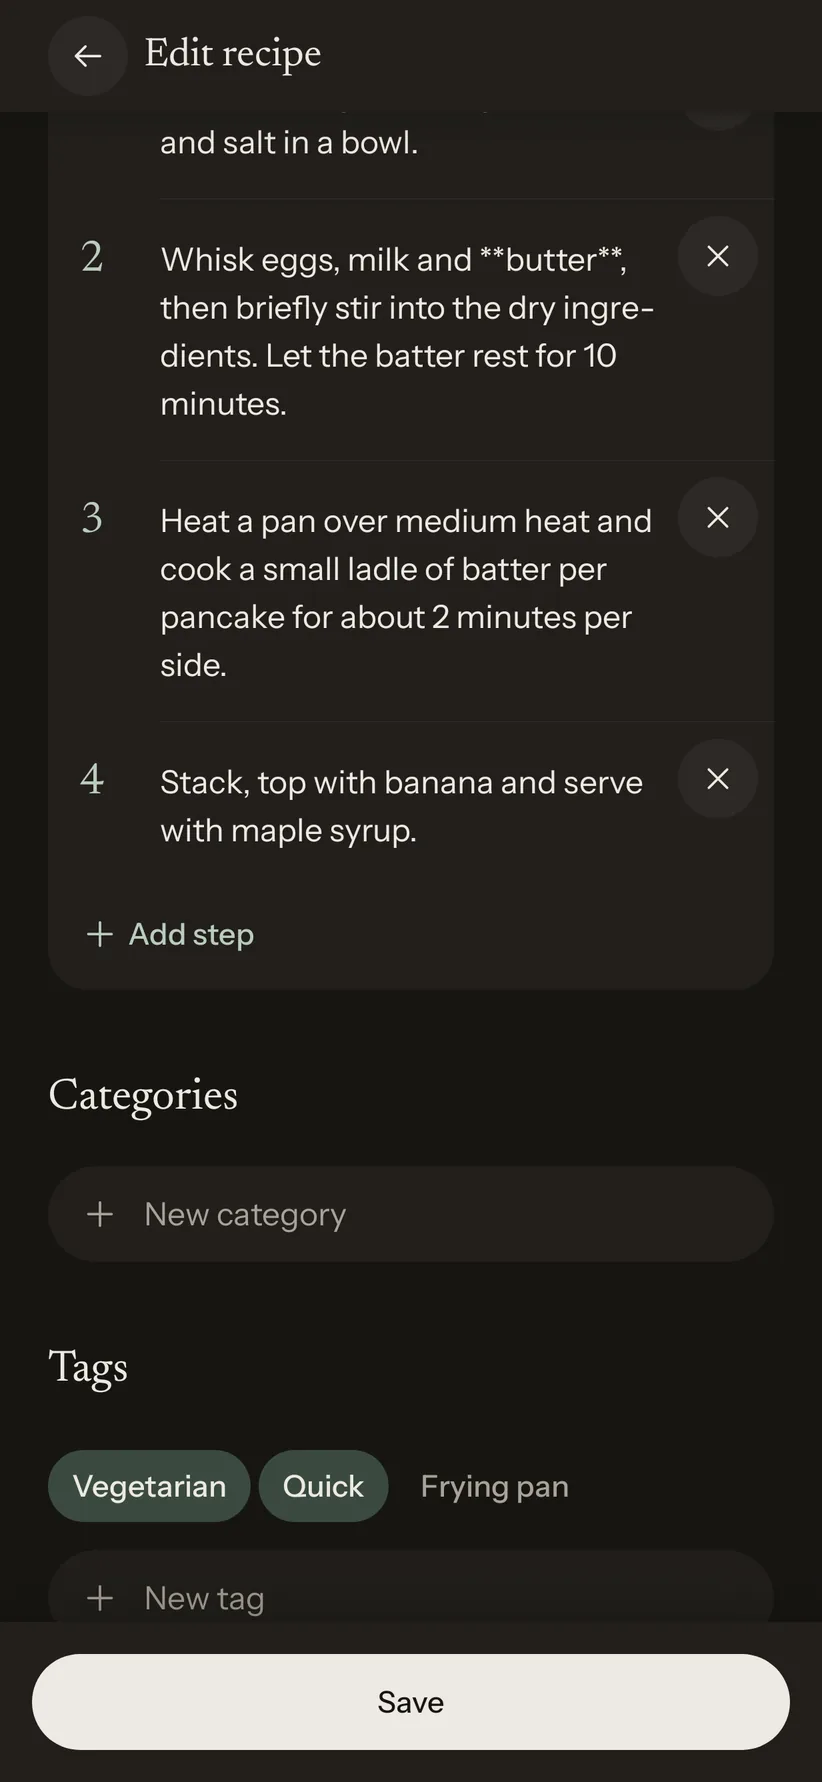 Edit recipe
and salt in a bowl.
2
Whisk eggs, milk and **butter**,
then briefly stir into the dry ingre-
dients. Let the batter rest for 10
minutes.
3
Heat a pan over medium heat and
cook a small ladle of batter per
pancake for about 2 minutes per
side.
4
Stack, top with banana and serve
with maple syrup.
+ Add step
Categories
+ New category
Tags
Vegetarian Quick Frying pan
+ New tag
Save